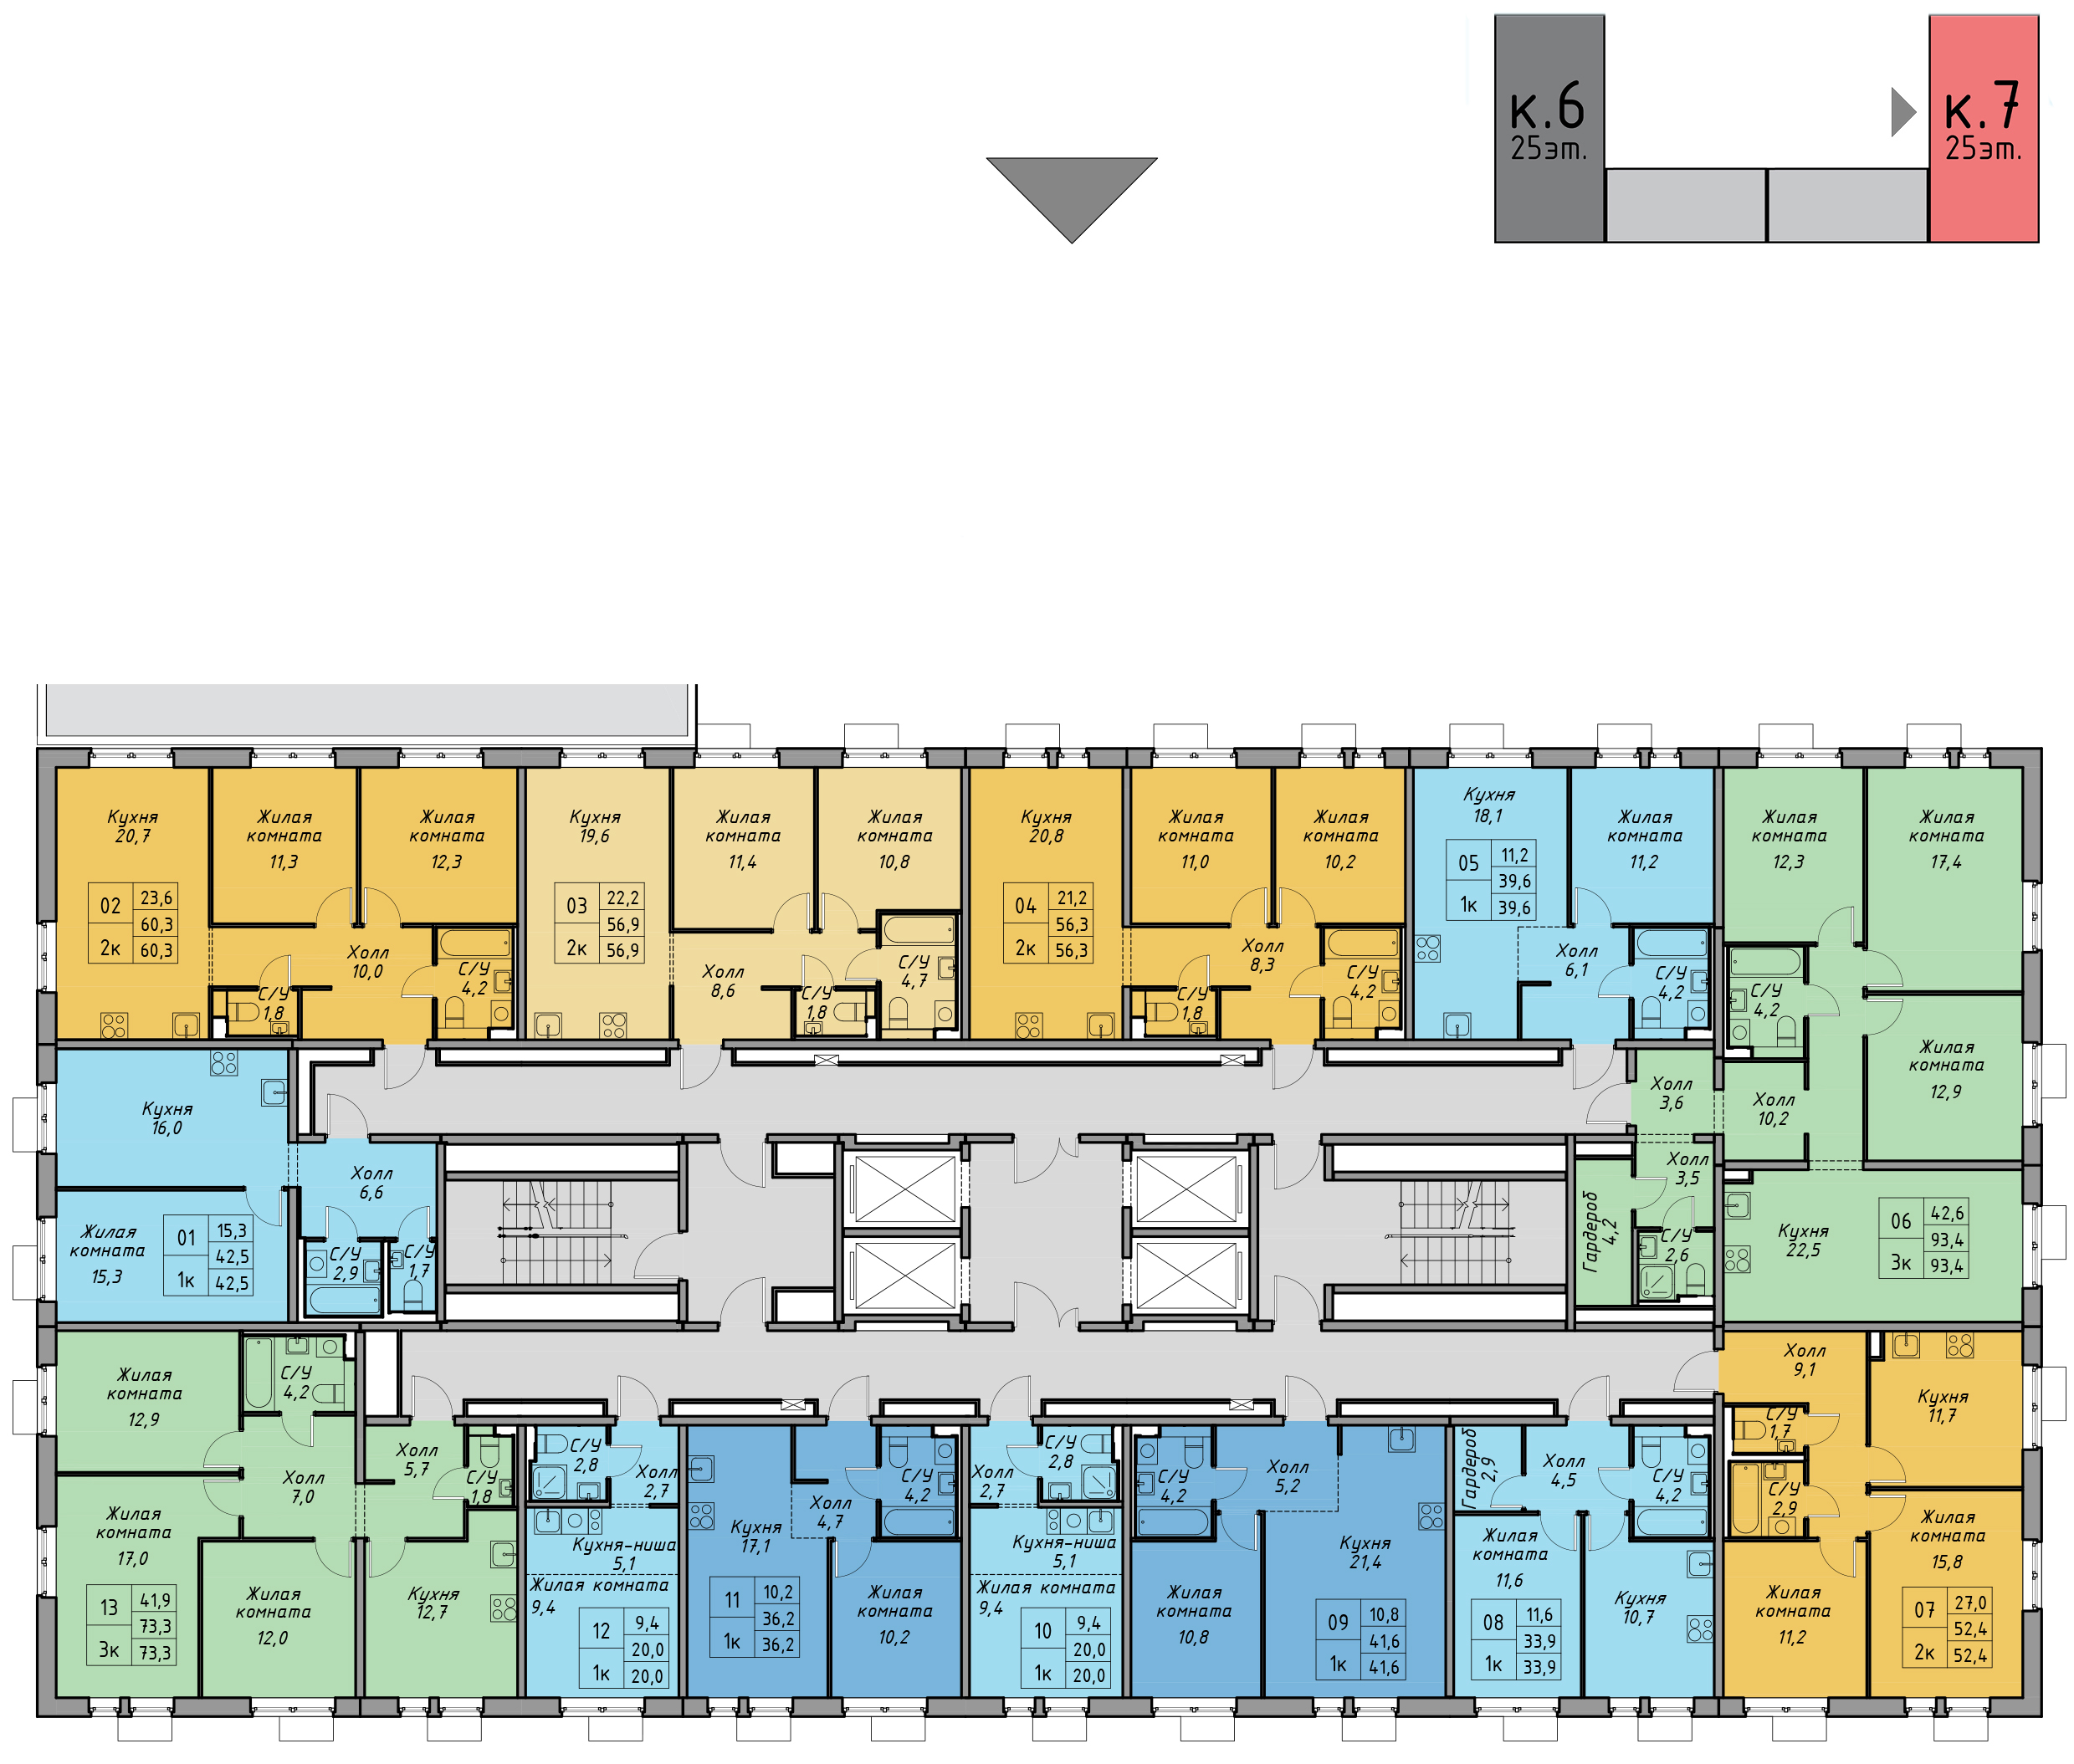 к.6
25эт.
к.7
25эт.
Кухня
20,7
02
23,6
60,3
2к
60,3
Жилая
комната
11,3
Жилая
комната
12,3
Холл
10,0
С/У
1,8
С/У
4,2
Кухня
19,6
03
22,2
56,9
2к
56,9
Жилая
комната
11,4
Жилая
комната
10,8
Холл
8,6
С/У
1,8
С/У
4,7
Кухня
20,8
04
21,2
56,3
2к
56,3
Жилая
комната
11,0
Жилая
комната
10,2
Холл
8,3
С/У
1,8
С/У
4,2
Кухня
18,1
05
11,2
39,6
1к
39,6
Жилая
комната
11,2
Холл
6,1
С/У
4,2
Жилая
комната
12,3
Жилая
комната
17,4
С/У
4,2
Жилая
комната
12,9
Холл
3,6
Холл
10,2
Холл
3,5
Гардероб
4,2
С/У
2,6
Кухня
22,5
06
42,6
93,4
3к
93,4
Кухня
16,0
Холл
6,6
Жилая
комната
15,3
01
15,3
42,5
1к
42,5
С/У
2,9
С/У
1,7
Жилая
комната
12,9
С/У
4,2
Холл
7,0
Холл
5,7
С/У
1,8
Жилая
комната
17,0
13
41,9
73,3
3к
73,3
Жилая
комната
12,0
Кухня
12,7
С/У
2,8
Холл
2,7
Кухня-ниша
5,1
Жилая комната
9,4
12
9,4
20,0
1к
20,0
Кухня
17,1
Холл
4,7
С/У
4,2
11
10,2
36,2
1к
36,2
Жилая
комната
10,2
Холл
2,7
С/У
2,8
Кухня-ниша
5,1
Жилая комната
9,4
10
9,4
20,0
1к
20,0
С/У
4,2
Холл
5,2
Жилая
комната
10,8
Кухня
21,4
09
10,8
41,6
1к
41,6
Гардероб
2,9
Холл
4,5
С/У
4,2
Жилая
комната
11,6
08
11,6
33,9
1к
33,9
Кухня
10,7
Холл
9,1
С/У
1,7
С/У
2,9
Кухня
11,7
Жилая
комната
11,2
Жилая
комната
15,8
07
27,0
52,4
2к
52,4